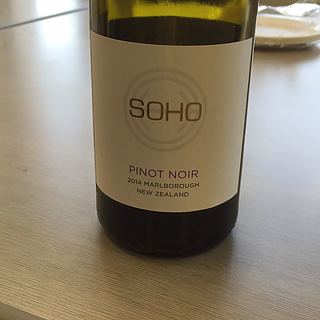 SOHO
PINOT NOIR
2014 MARLBOROUGH
NEW ZEALAND